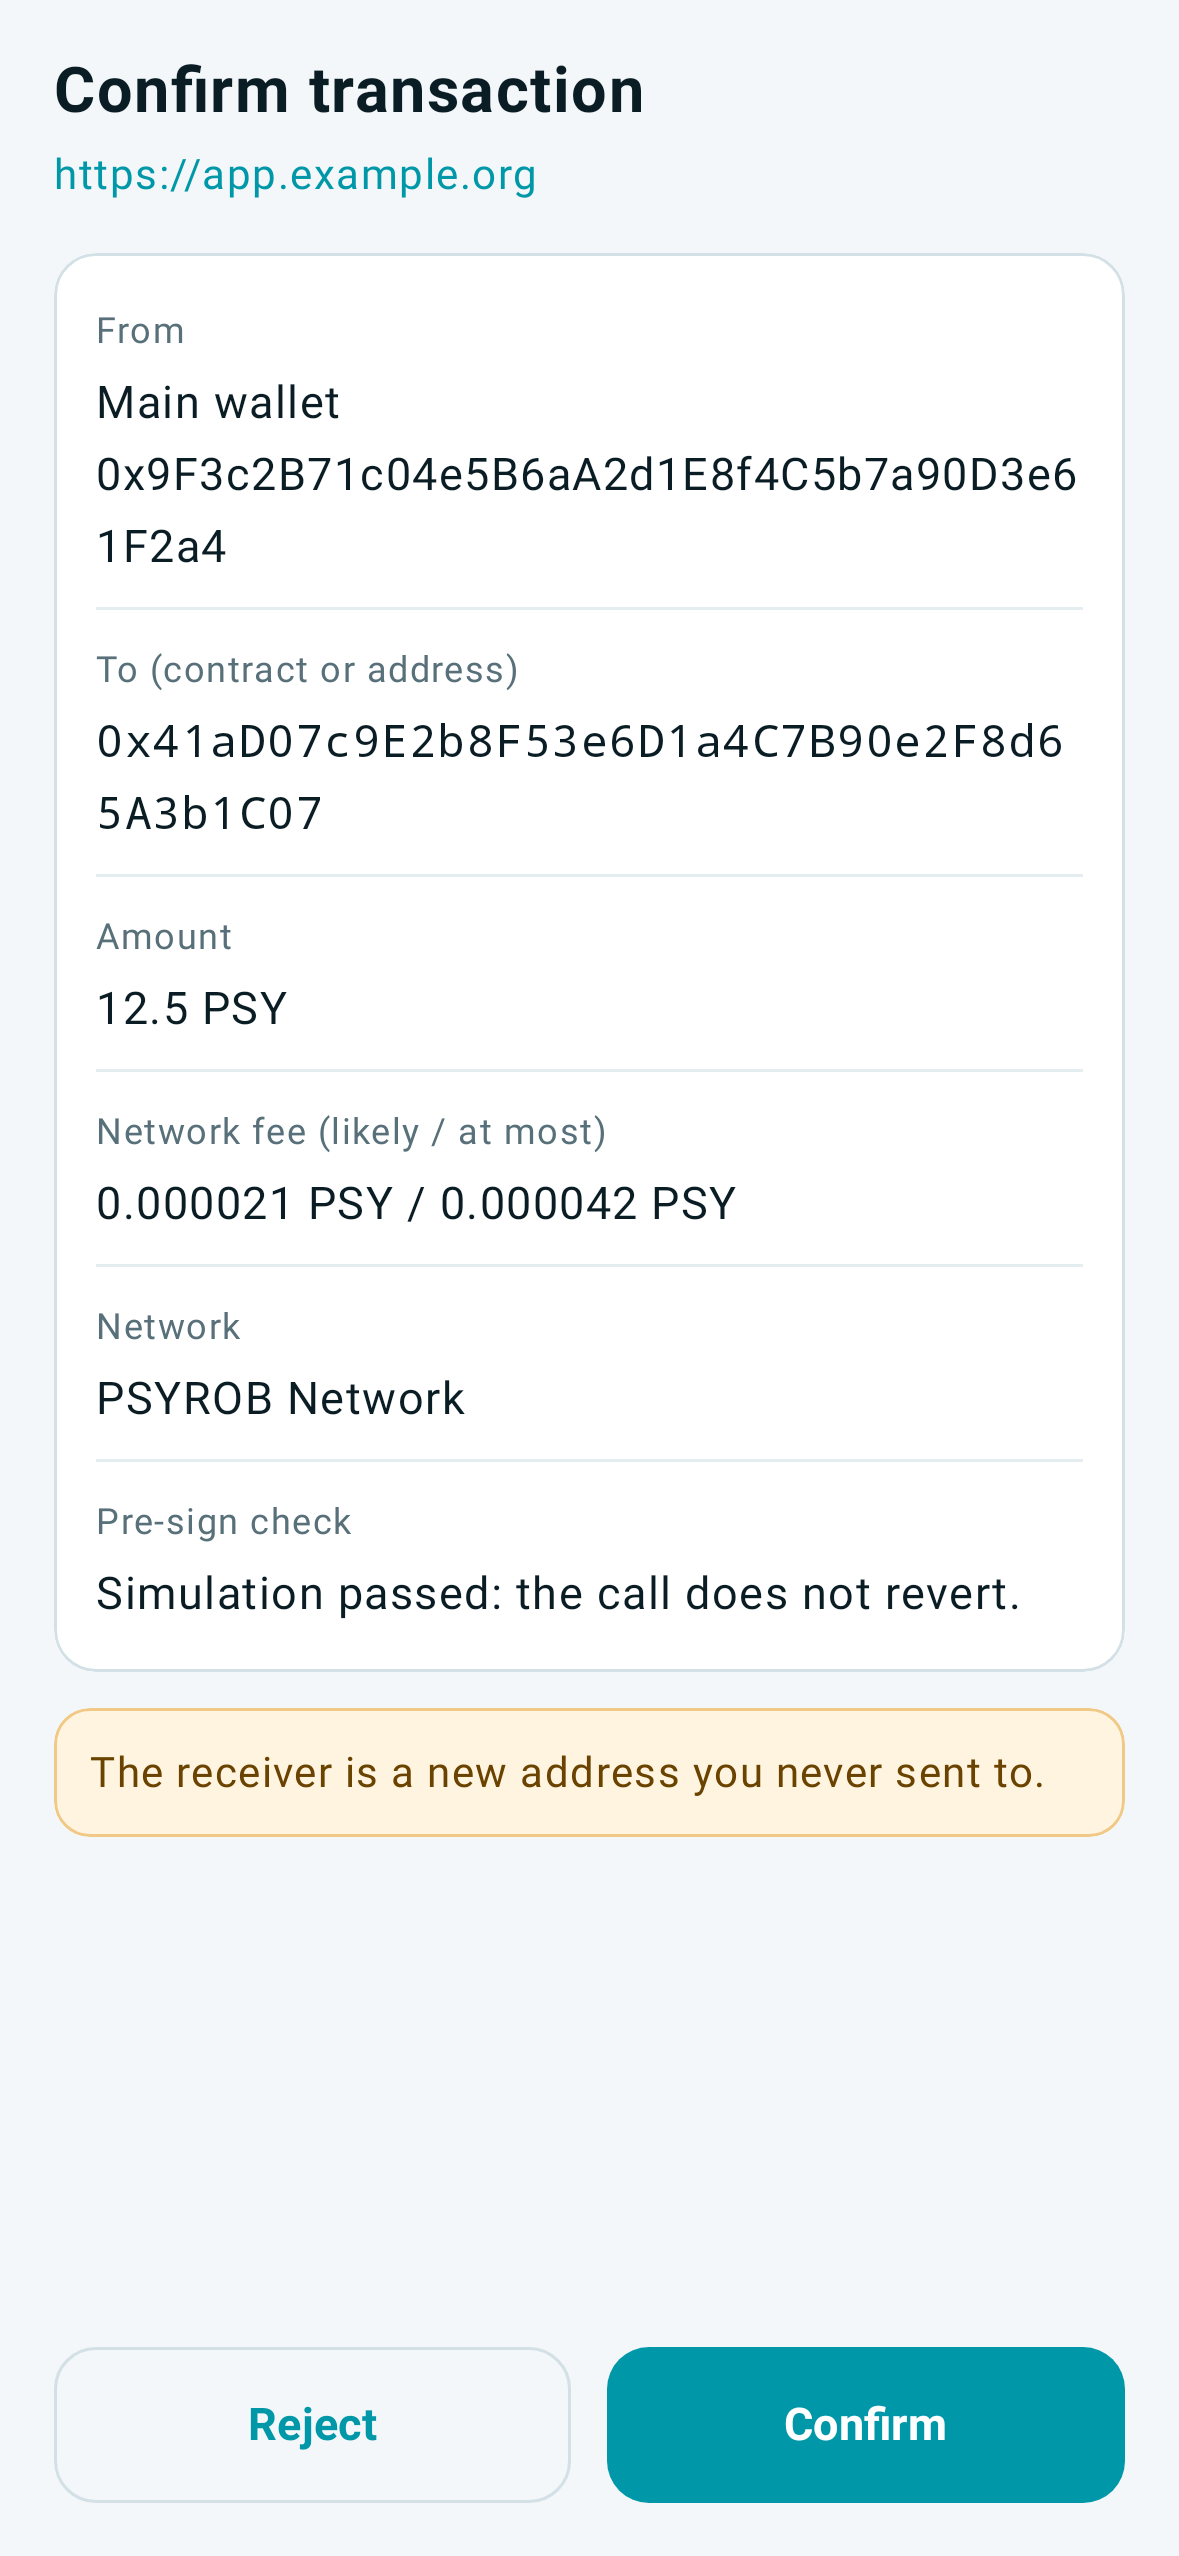 Confirm transaction
https://app.example.org
From
Main wallet
0x9F3c2B71c04e5B6aA2d1E8f4C5b7a90D3e6
1F2a4
To (contract or address)
0x41aD07c9E2b8F53e6D1a4C7B90e2F8d6
5A3b1C07
Amount
12.5 PSY
Network fee (likely / at most)
0.000021 PSY / 0.000042 PSY
Network
PSYROB Network
Pre-sign check
Simulation passed: the call does not revert.
The receiver is a new address you never sent to.
Reject
Confirm